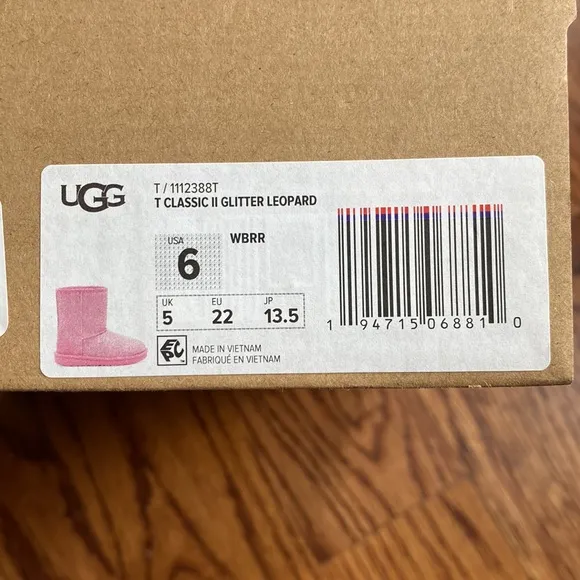 UGG
T / 1112388T
T CLASSIC II GLITTER LEOPARD
USA
6
WBRR
UK
5
EU
22
JP
13.5
EPC
MADE IN VIETNAM
FABRIQUÉ EN VIETNAM
1 94715 06881 0